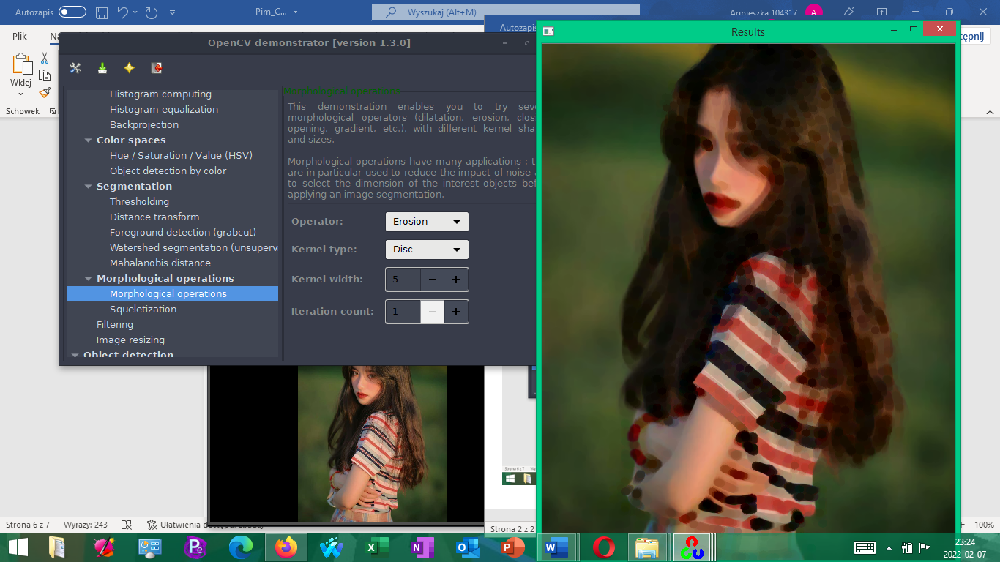 Autozapis
Pim_C...
Wyszukaj (Alt+M)
Agnieszka 104317
A
Plik
Wklej
Schowek
Autozapis
OpenCV demonstrator [version 1.3.0]
Histogram computing
Histogram equalization
Backprojection
Color spaces
Hue / Saturation / Value (HSV)
Object detection by color
Segmentation
Thresholding
Distance transform
Foreground detection (grabcut)
Watershed segmentation (unsuperv
Mahalanobis distance
Morphological operations
Morphological operations
Squeletization
Filtering
Image resizing
Object detection
Morphological operations
This demonstration enables you to try seve
morphological operators (dilatation, erosion, clos
opening, gradient, etc.), with different kernel sha
and sizes.
Morphological operations have many applications ; t
are in particular used to reduce the impact of noise a
to select the dimension of the interest objects bef
applying an image segmentation.
Operator:
Erosion
Kernel type:
Disc
Kernel width:
5
Iteration count:
1
Results
Strona 6 z 7
Strona 6 z 7
Wyrazy: 243
Strona 2 z 2
100%
23:24
2022-02-07